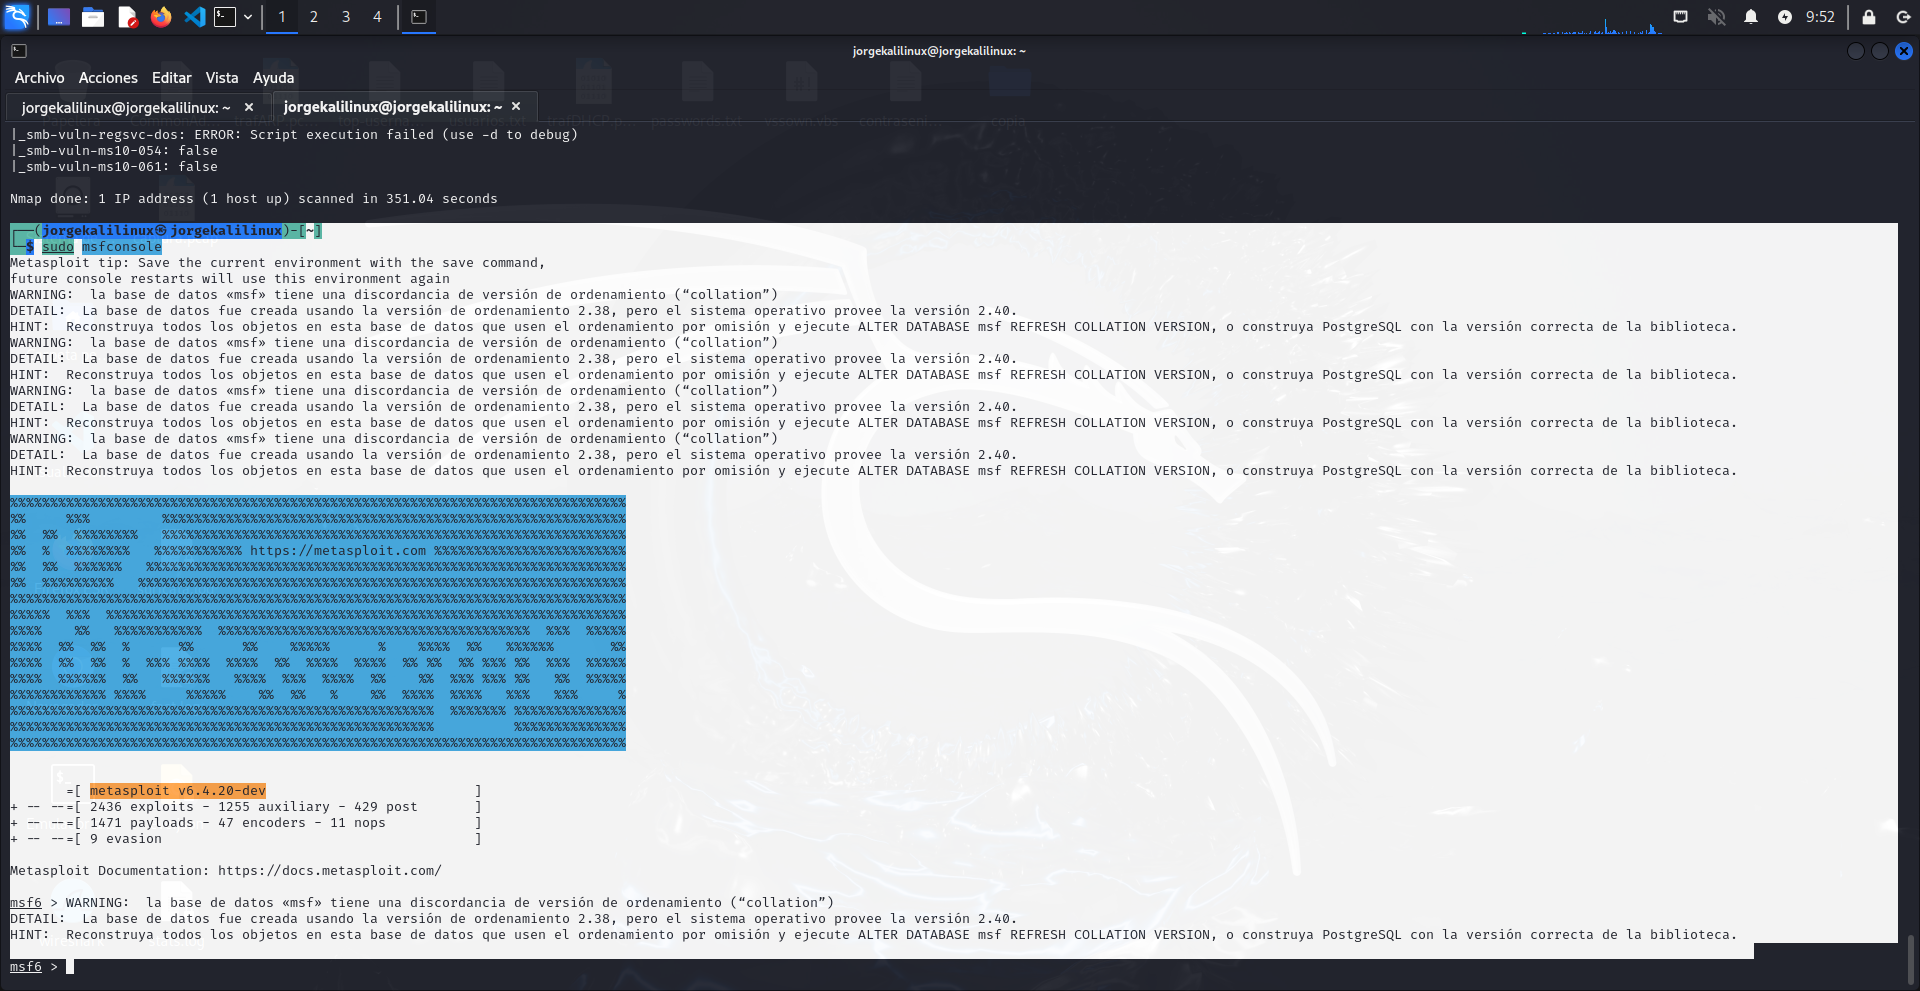 1 2 3 4 9:52
jorgekalilinux@jorgekalilinux: ~
Archivo Acciones Editar Vista Ayuda
jorgekalilinux@jorgekalilinux: ~ × jorgekalilinux@jorgekalilinux: ~ ×
|_smb-vuln-regsvc-dos: ERROR: Script execution failed (use -d to debug)
|_smb-vuln-ms10-054: false
|_smb-vuln-ms10-061: false
Nmap done: 1 IP address (1 host up) scanned in 351.04 seconds
┌──(jorgekalilinux㉿jorgekalilinux)-[~]
└─$ sudo msfconsole
Metasploit tip: Save the current environment with the save command,
future console restarts will use this environment again
WARNING:  la base de datos «msf» tiene una discordancia de versión de ordenamiento (“collation”)
DETAIL:  La base de datos fue creada usando la versión de ordenamiento 2.38, pero el sistema operativo provee la versión 2.40.
HINT:  Reconstruya todos los objetos en esta base de datos que usen el ordenamiento por omisión y ejecute ALTER DATABASE msf REFRESH COLLATION VERSION, o construya PostgreSQL con la versión correcta de la biblioteca.
WARNING:  la base de datos «msf» tiene una discordancia de versión de ordenamiento (“collation”)
DETAIL:  La base de datos fue creada usando la versión de ordenamiento 2.38, pero el sistema operativo provee la versión 2.40.
HINT:  Reconstruya todos los objetos en esta base de datos que usen el ordenamiento por omisión y ejecute ALTER DATABASE msf REFRESH COLLATION VERSION, o construya PostgreSQL con la versión correcta de la biblioteca.
WARNING:  la base de datos «msf» tiene una discordancia de versión de ordenamiento (“collation”)
DETAIL:  La base de datos fue creada usando la versión de ordenamiento 2.38, pero el sistema operativo provee la versión 2.40.
HINT:  Reconstruya todos los objetos en esta base de datos que usen el ordenamiento por omisión y ejecute ALTER DATABASE msf REFRESH COLLATION VERSION, o construya PostgreSQL con la versión correcta de la biblioteca.
WARNING:  la base de datos «msf» tiene una discordancia de versión de ordenamiento (“collation”)
DETAIL:  La base de datos fue creada usando la versión de ordenamiento 2.38, pero el sistema operativo provee la versión 2.40.
HINT:  Reconstruya todos los objetos en esta base de datos que usen el ordenamiento por omisión y ejecute ALTER DATABASE msf REFRESH COLLATION VERSION, o construya PostgreSQL con la versión correcta de la biblioteca.
https://metasploit.com
=[ metasploit v6.4.20-dev ]
+ -- --=[ 2436 exploits - 1255 auxiliary - 429 post ]
+ -- --=[ 1471 payloads - 47 encoders - 11 nops ]
+ -- --=[ 9 evasion ]
Metasploit Documentation: https://docs.metasploit.com/
msf6 > WARNING:  la base de datos «msf» tiene una discordancia de versión de ordenamiento (“collation”)
DETAIL:  La base de datos fue creada usando la versión de ordenamiento 2.38, pero el sistema operativo provee la versión 2.40.
HINT:  Reconstruya todos los objetos en esta base de datos que usen el ordenamiento por omisión y ejecute ALTER DATABASE msf REFRESH COLLATION VERSION, o construya PostgreSQL con la versión correcta de la biblioteca.
msf6 >